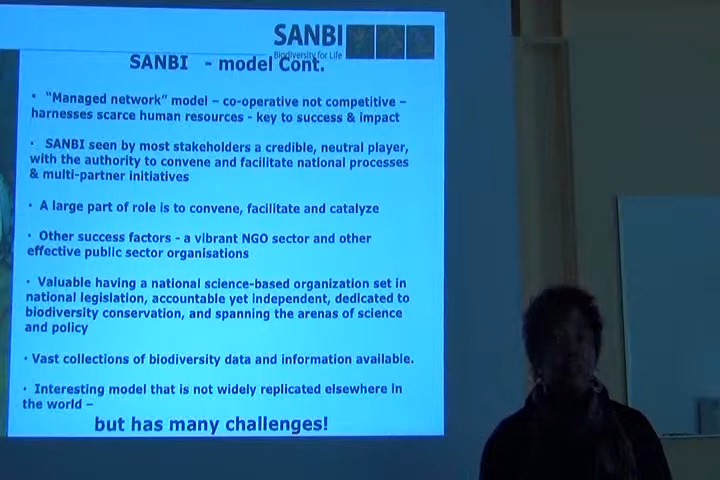 SANBI
Biodiversity for Life
SANBI - model Cont.
• "Managed network" model – co-operative not competitive –
harnesses scarce human resources - key to success & impact
• SANBI seen by most stakeholders a credible, neutral player,
with the authority to convene and facilitate national processes
& multi-partner initiatives
• A large part of role is to convene, facilitate and catalyze
• Other success factors - a vibrant NGO sector and other
effective public sector organisations
• Valuable having a national science-based organization set in
national legislation, accountable yet independent, dedicated to
biodiversity conservation, and spanning the arenas of science
and policy
• Vast collections of biodiversity data and information available.
• Interesting model that is not widely replicated elsewhere in
the world –
but has many challenges!